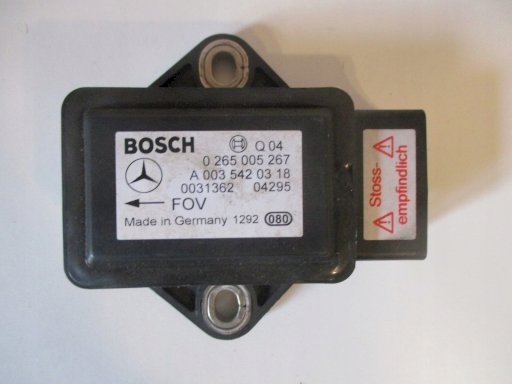 BOSCH Q 04
0 265 005 267
A 003 542 03 18
0031362 04295
FOV
Made in Germany 1292 080
Stoss-
empfindlich